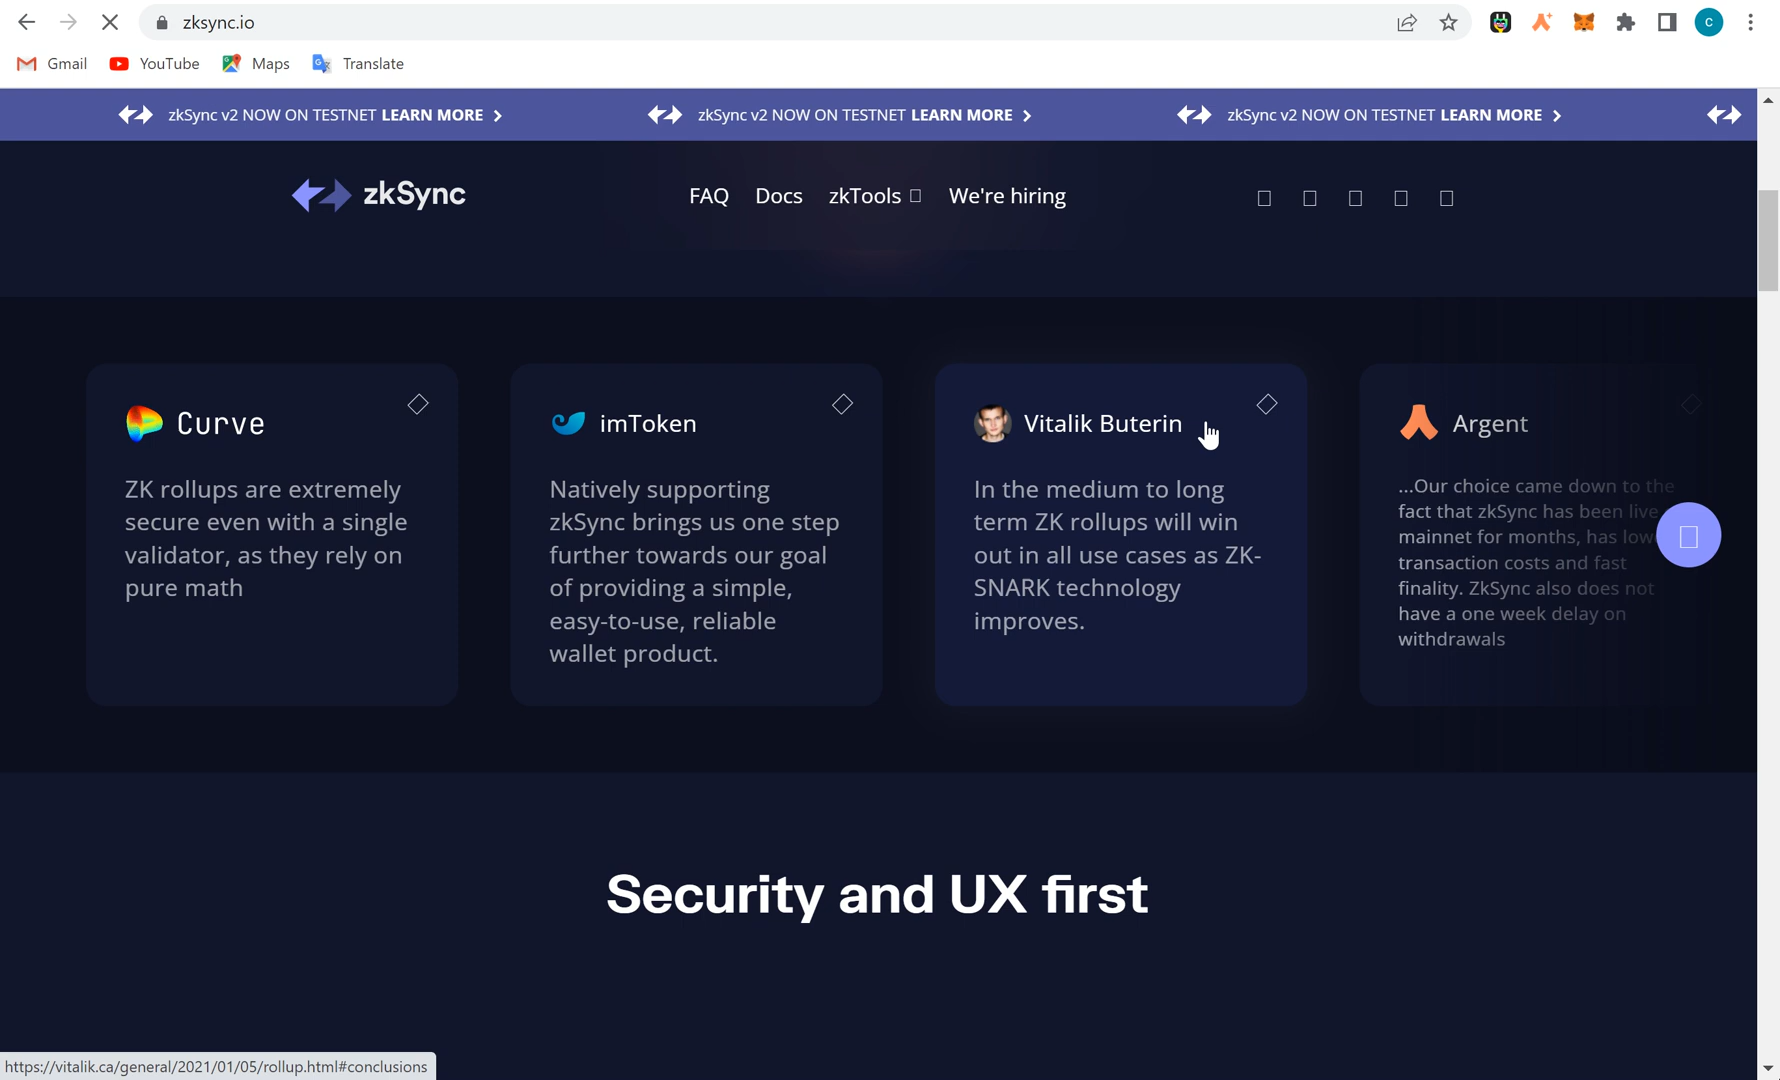 zksync.io
C
Gmail
YouTube
Maps
Translate
zkSync v2 NOW ON TESTNET LEARN MORE
zkSync v2 NOW ON TESTNET LEARN MORE
zkSync v2 NOW ON TESTNET LEARN MORE
zkSync
FAQ
Docs
zkTools
We're hiring
Curve
ZK rollups are extremely
secure even with a single
validator, as they rely on
pure math
imToken
Natively supporting
zkSync brings us one step
further towards our goal
of providing a simple,
easy-to-use, reliable
wallet product.
Vitalik Buterin
In the medium to long
term ZK rollups will win
out in all use cases as ZK-
SNARK technology
improves.
Argent
...Our choice came down to the
fact that zkSync has been live
mainnet for months, has low
transaction costs and fast
finality. ZkSync also does not
have a one week delay on
withdrawals
Security and UX first
https://vitalik.ca/general/2021/01/05/rollup.html#conclusions